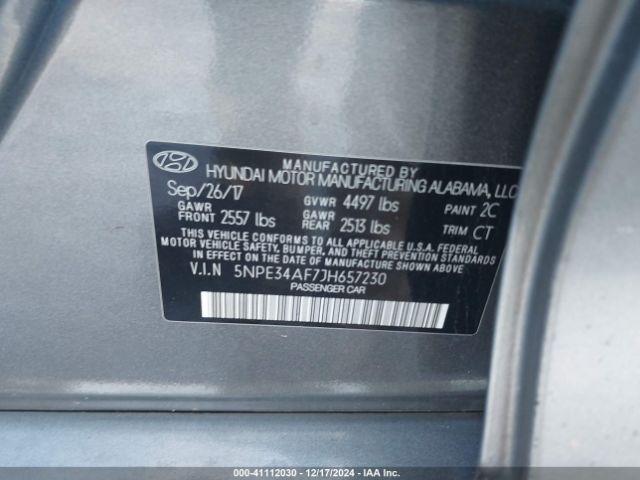 MANUFACTURED BY
HYUNDAI MOTOR MANUFACTURING ALABAMA, LLC
Sep/26/17 GVWR 4497 lbs PAINT 2C
GAWR FRONT 2557 lbs GAWR REAR 2513 lbs TRIM CT
THIS VEHICLE CONFORMS TO ALL APPLICABLE U.S.A. FEDERAL
MOTOR VEHICLE SAFETY, BUMPER, AND THEFT PREVENTION STANDARDS
IN EFFECT ON THE DATE OF MANUFACTURE SHOWN ABOVE.
V.I.N 5NPE34AF7JH657230
PASSENGER CAR
000-41112030 - 12/17/2024 - IAA Inc.